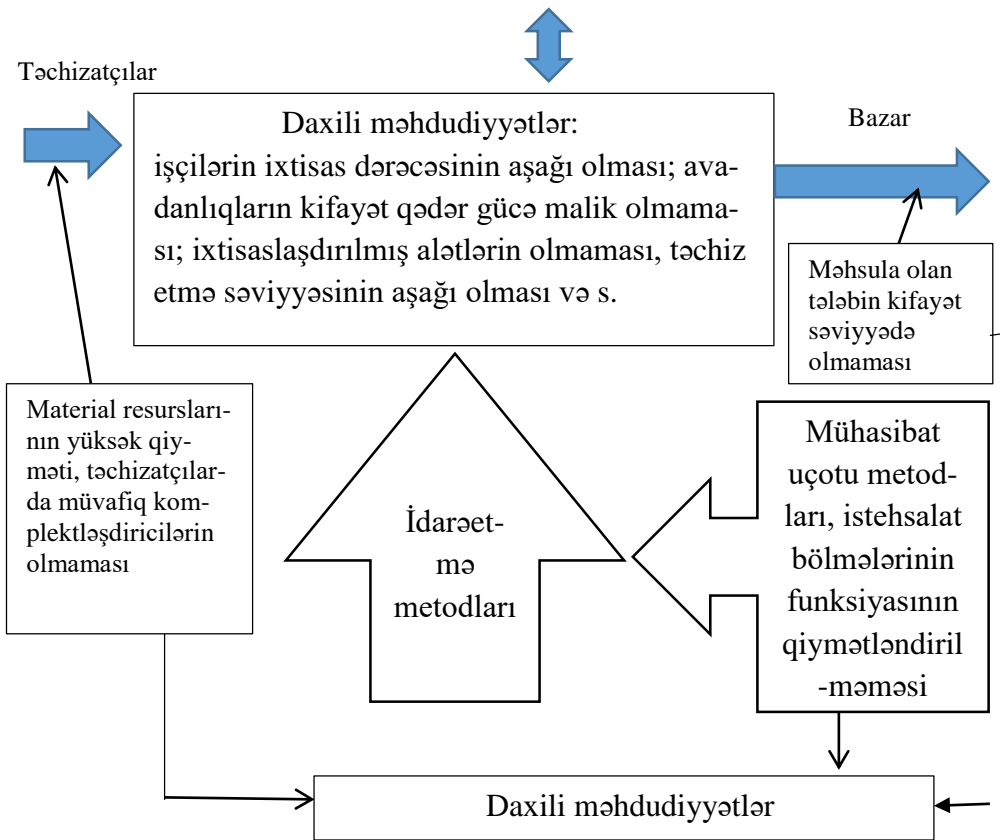 Təchizatçılar
Daxili məhdudiyyətlər:
işçilərin ixtisas dərəcəsinin aşağı olması; ava-
danlıqların kifayət qədər gücə malik olmama-
sı; ixtisaslaşdırılmış alətlərin olmaması, təchiz
etmə səviyyəsinin aşağı olması və s.
Bazar
Məhsula olan
tələbin kifayət
səviyyədə
olmaması
Material resursları-
nın yüksək qiy-
məti, təchizatçılar-
da müvafiq kom-
plektləşdiricilərin
olmaması
İdarəet-
mə
metodları
Mühasibat
uçotu metod-
ları, istehsalat
bölmələrinin
funksiyasının
qiymətləndiril
-məməsi
Daxili məhdudiyyətlər